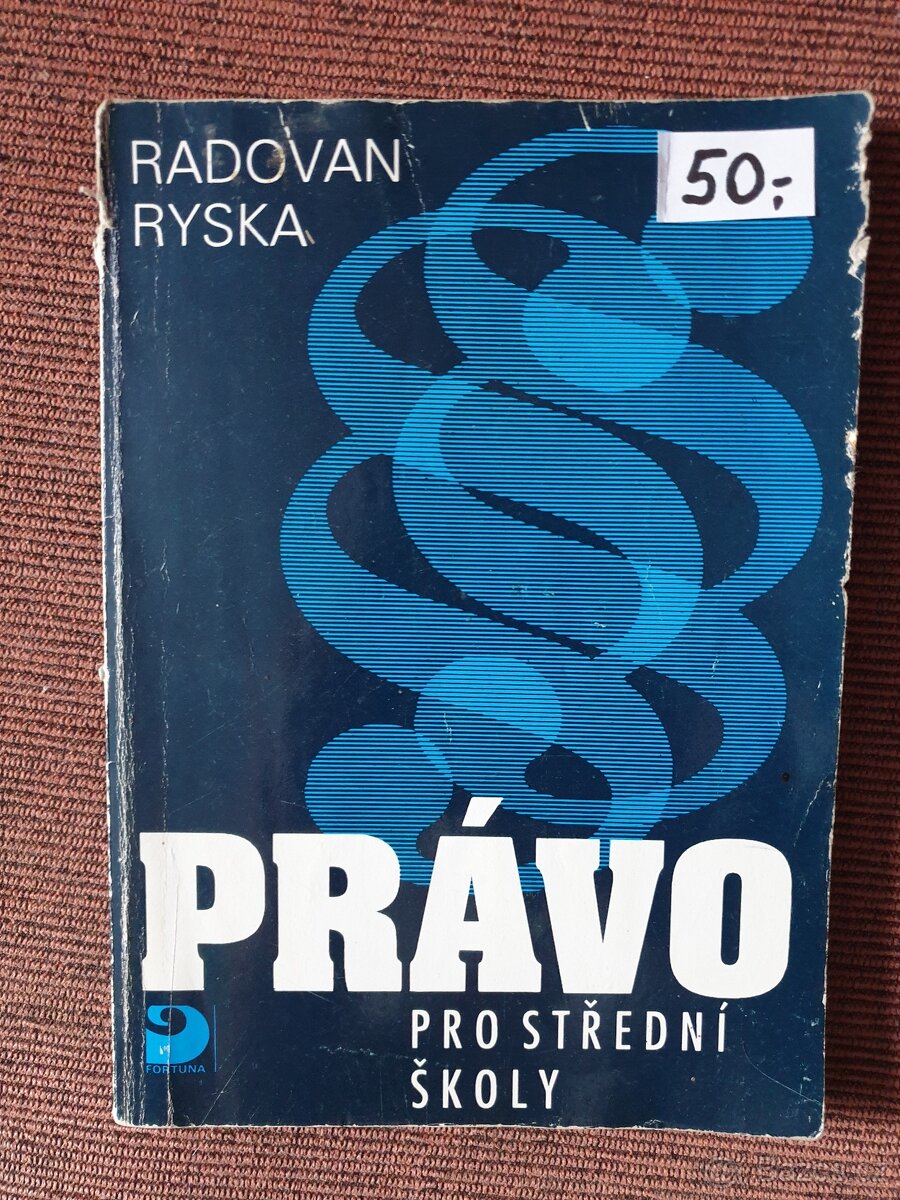 RADOVAN
RYSKA
50,-
PRÁVO
PRO STŘEDNÍ
ŠKOLY
FORTUNA